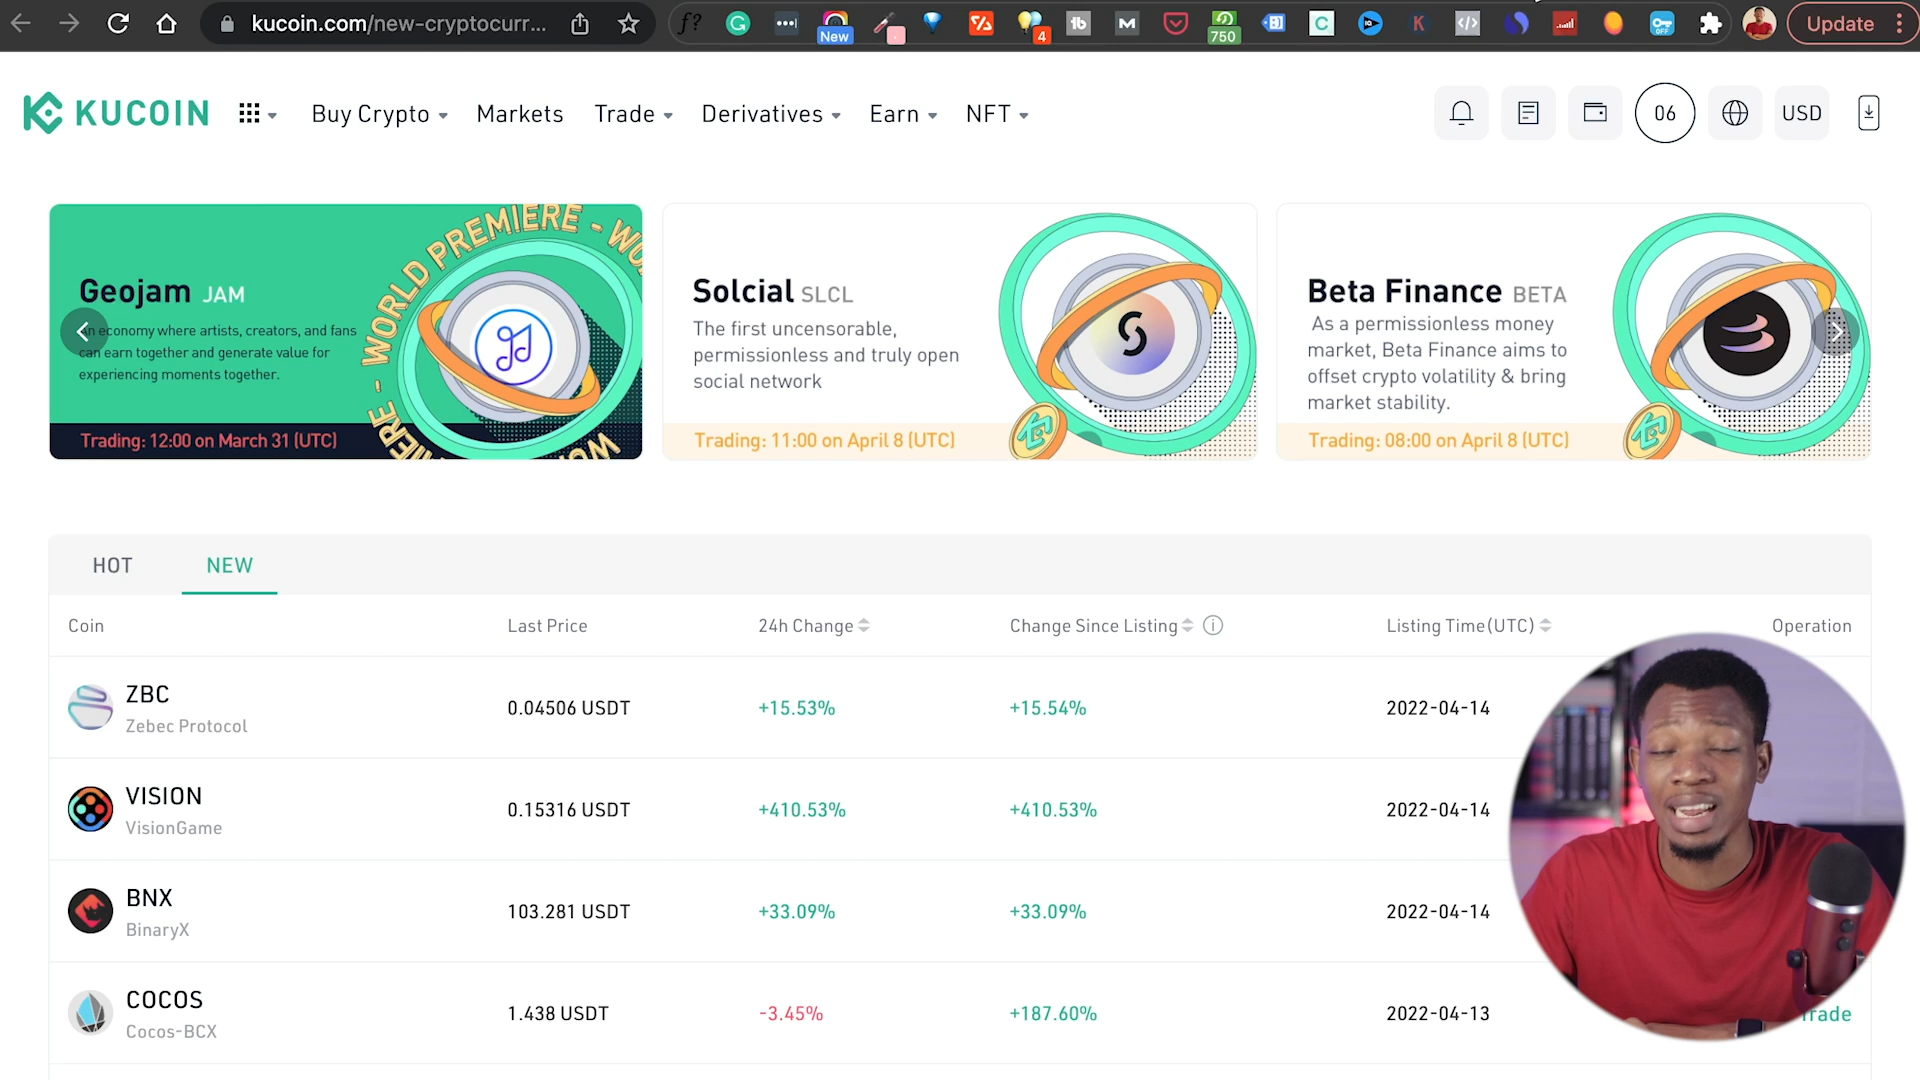 kucoin.com/new-cryptocurr...
f?
New
4
750
OFF
Update
KUCOIN
Buy Crypto
Markets
Trade
Derivatives
Earn
NFT
06
USD
WORLD PREMIERE -
Geojam JAM
An economy where artists, creators, and fans
can earn together and generate value for
experiencing moments together.
Trading: 12:00 on March 31 (UTC)
Solcial SLCL
The first uncensorable,
permissionless and truly open
social network
Trading: 11:00 on April 8 (UTC)
Beta Finance BETA
As a permissionless money
market, Beta Finance aims to
offset crypto volatility & bring
market stability.
Trading: 08:00 on April 8 (UTC)
HOT
NEW
Coin
Last Price
24h Change
Change Since Listing
Listing Time(UTC)
Operation
ZBC
Zebec Protocol
0.04506 USDT
+15.53%
+15.54%
2022-04-14
VISION
VisionGame
0.15316 USDT
+410.53%
+410.53%
2022-04-14
BNX
BinaryX
103.281 USDT
+33.09%
+33.09%
2022-04-14
COCOS
Cocos-BCX
1.438 USDT
-3.45%
+187.60%
2022-04-13
Trade